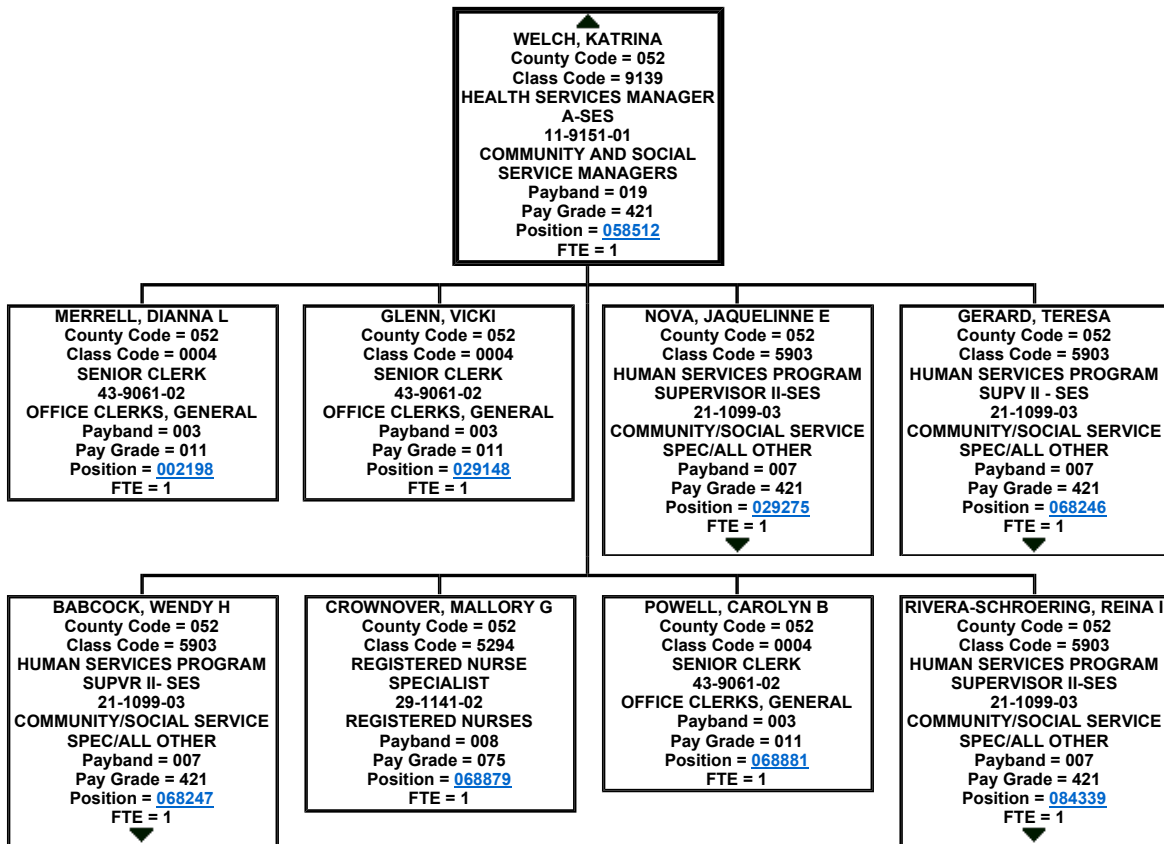 WELCH, KATRINA
County Code = 052
Class Code = 9139
HEALTH SERVICES MANAGER
A-SES
11-9151-01
COMMUNITY AND SOCIAL
SERVICE MANAGERS
Payband = 019
Pay Grade = 421
Position = 058512
FTE = 1
MERRELL, DIANNA L
County Code = 052
Class Code = 0004
SENIOR CLERK
43-9061-02
OFFICE CLERKS, GENERAL
Payband = 003
Pay Grade = 011
Position = 002198
FTE = 1
GLENN, VICKI
County Code = 052
Class Code = 0004
SENIOR CLERK
43-9061-02
OFFICE CLERKS, GENERAL
Payband = 003
Pay Grade = 011
Position = 029148
FTE = 1
NOVA, JAQUELINNE E
County Code = 052
Class Code = 5903
HUMAN SERVICES PROGRAM
SUPERVISOR II-SES
21-1099-03
COMMUNITY/SOCIAL SERVICE
SPEC/ALL OTHER
Payband = 007
Pay Grade = 421
Position = 029275
FTE = 1
GERARD, TERESA
County Code = 052
Class Code = 5903
HUMAN SERVICES PROGRAM
SUPV II - SES
21-1099-03
COMMUNITY/SOCIAL SERVICE
SPEC/ALL OTHER
Payband = 007
Pay Grade = 421
Position = 068246
FTE = 1
BABCOCK, WENDY H
County Code = 052
Class Code = 5903
HUMAN SERVICES PROGRAM
SUPVR II- SES
21-1099-03
COMMUNITY/SOCIAL SERVICE
SPEC/ALL OTHER
Payband = 007
Pay Grade = 421
Position = 068247
FTE = 1
CROWNOVER, MALLORY G
County Code = 052
Class Code = 5294
REGISTERED NURSE
SPECIALIST
29-1141-02
REGISTERED NURSES
Payband = 008
Pay Grade = 075
Position = 068879
FTE = 1
POWELL, CAROLYN B
County Code = 052
Class Code = 0004
SENIOR CLERK
43-9061-02
OFFICE CLERKS, GENERAL
Payband = 003
Pay Grade = 011
Position = 068881
FTE = 1
RIVERA-SCHROERING, REINA I
County Code = 052
Class Code = 5903
HUMAN SERVICES PROGRAM
SUPERVISOR II-SES
21-1099-03
COMMUNITY/SOCIAL SERVICE
SPEC/ALL OTHER
Payband = 007
Pay Grade = 421
Position = 084339
FTE = 1